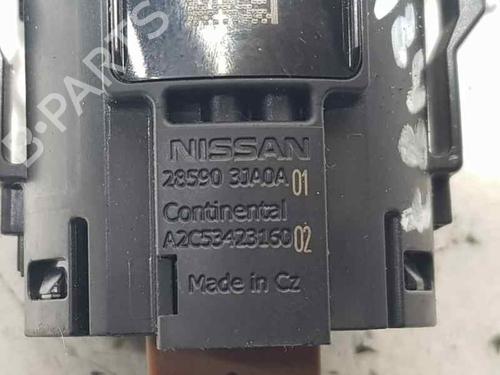 B-PARTS
NISSAN
28590 3JA0A 01
Continental
A2C53423160 02
Made in Cz